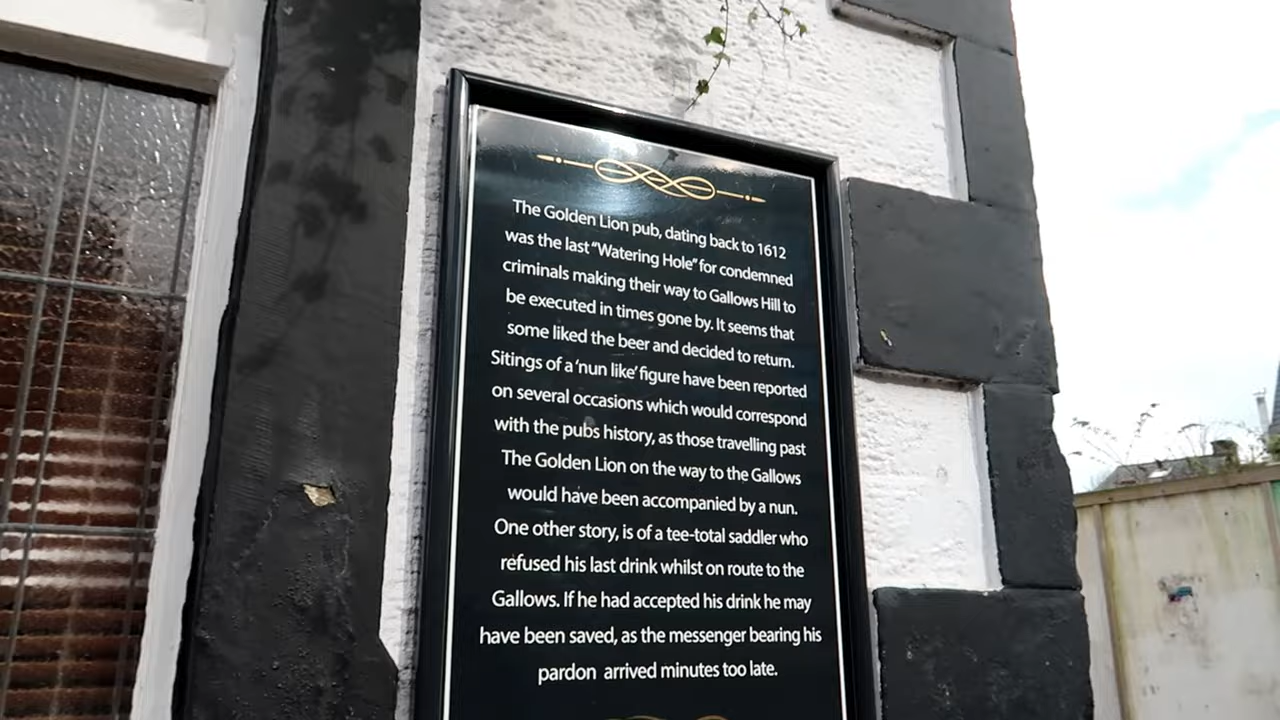 The Golden Lion pub, dating back to 1612
was the last “Watering Hole” for condemned
criminals making their way to Gallows Hill to
be executed in times gone by. It seems that
some liked the beer and decided to return.
Sitings of a ‘nun like’ figure have been reported
on several occasions which would correspond
with the pubs history, as those travelling past
The Golden Lion on the way to the Gallows
would have been accompanied by a nun.
One other story, is of a tee-total saddler who
refused his last drink whilst on route to the
Gallows. If he had accepted his drink he may
have been saved, as the messenger bearing his
pardon arrived minutes too late.